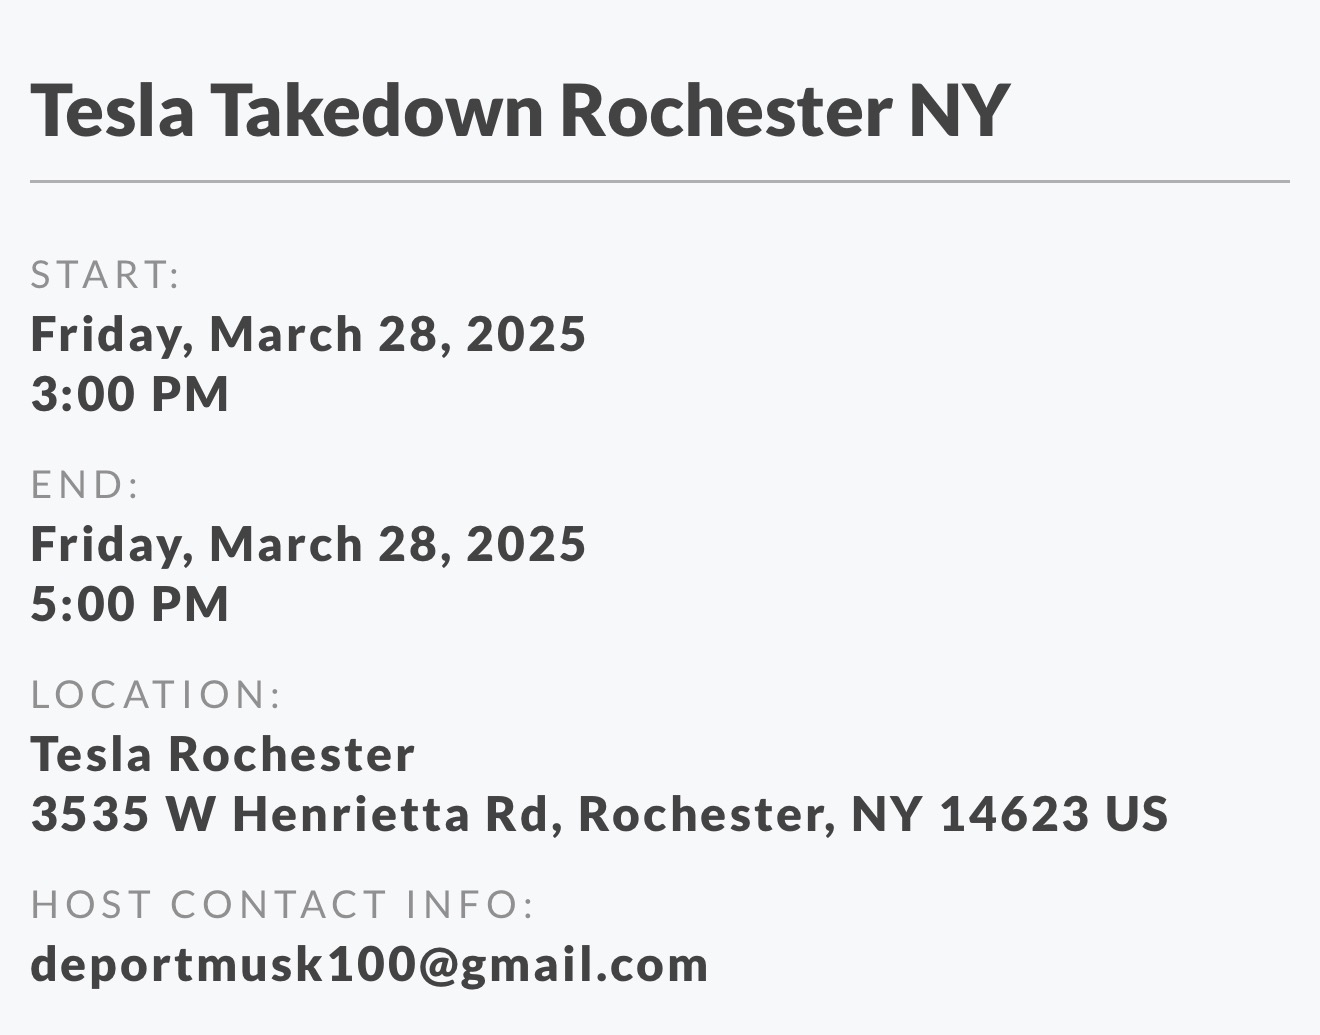 Tesla Takedown Rochester NY
START:
Friday, March 28, 2025
3:00 PM
END:
Friday, March 28, 2025
5:00 PM
LOCATION:
Tesla Rochester
3535 W Henrietta Rd, Rochester, NY 14623 US
HOST CONTACT INFO:
deportmusk100@gmail.com